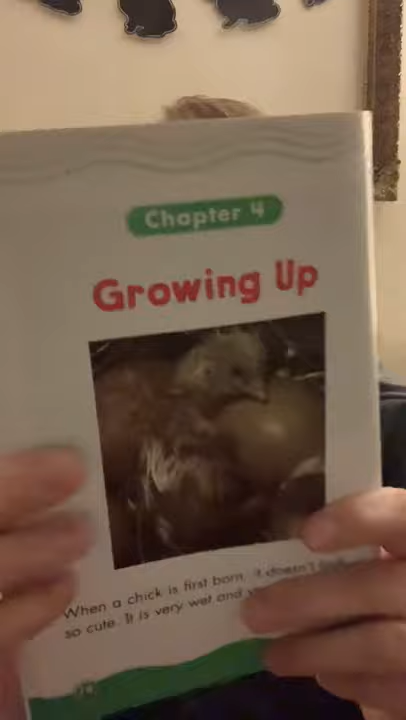 Chapter 4
Growing Up
When a chick is first born, it doesn't
so cute. It is very wet and